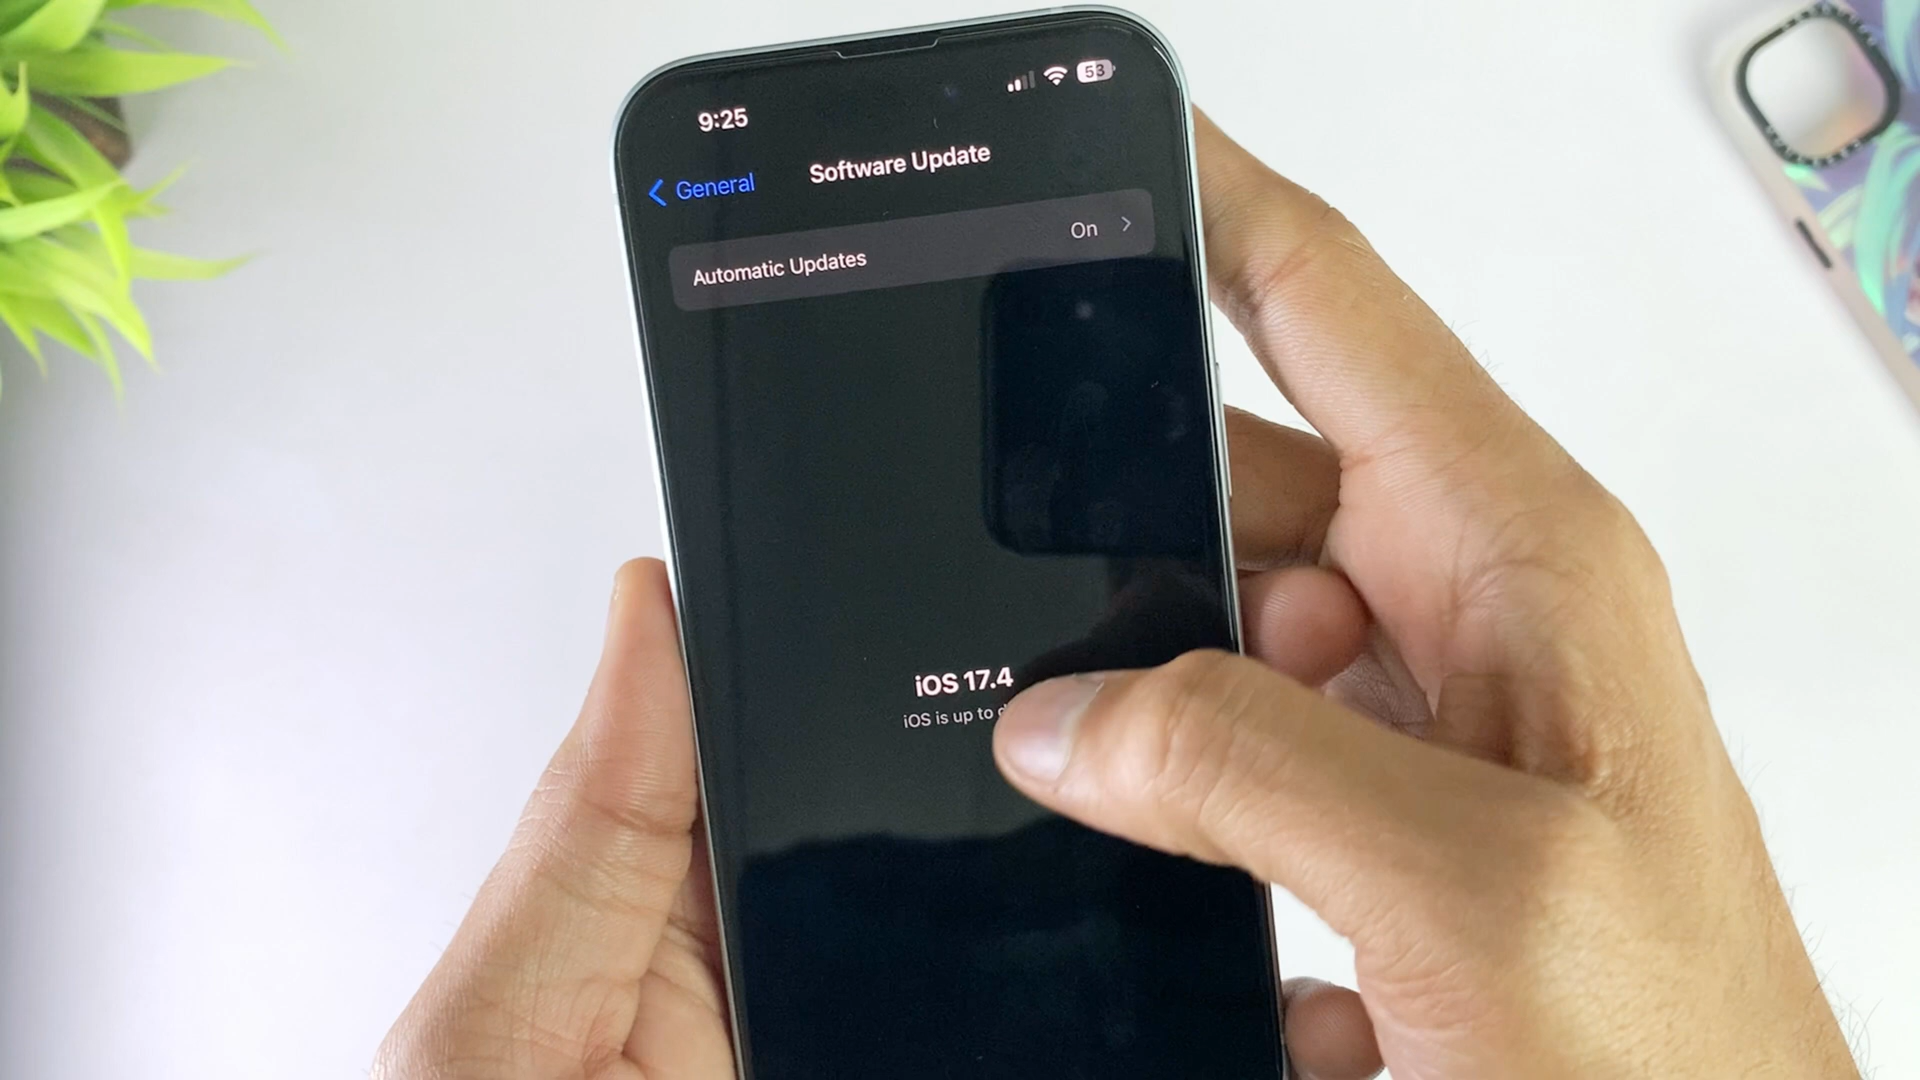 9:25
53
General
Software Update
Automatic Updates
On
iOS 17.4
iOS is up to